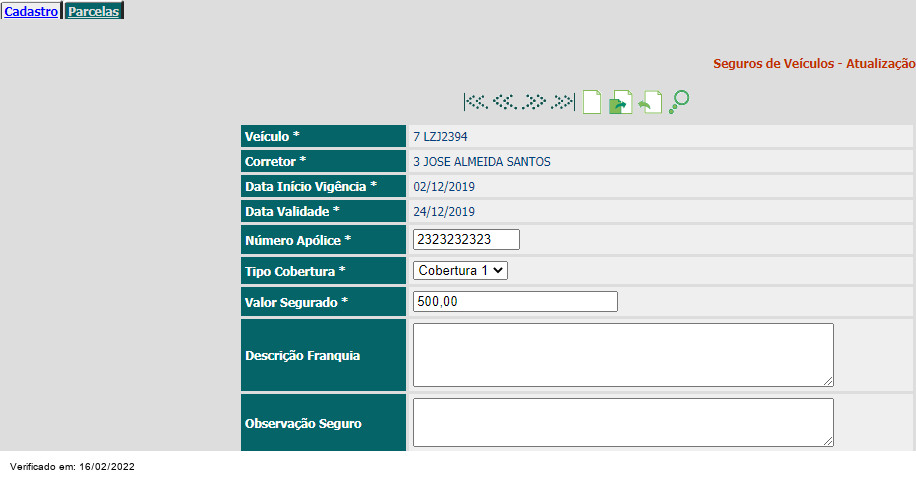 Cadastro Parcelas
Seguros de Veículos - Atualização
Veículo * 7 LZJ2394
Corretor * 3 JOSE ALMEIDA SANTOS
Data Início Vigência * 02/12/2019
Data Validade * 24/12/2019
Número Apólice * 2323232323
Tipo Cobertura * Cobertura 1
Valor Segurado * 500,00
Descrição Franquia
Observação Seguro
Verificado em: 16/02/2022